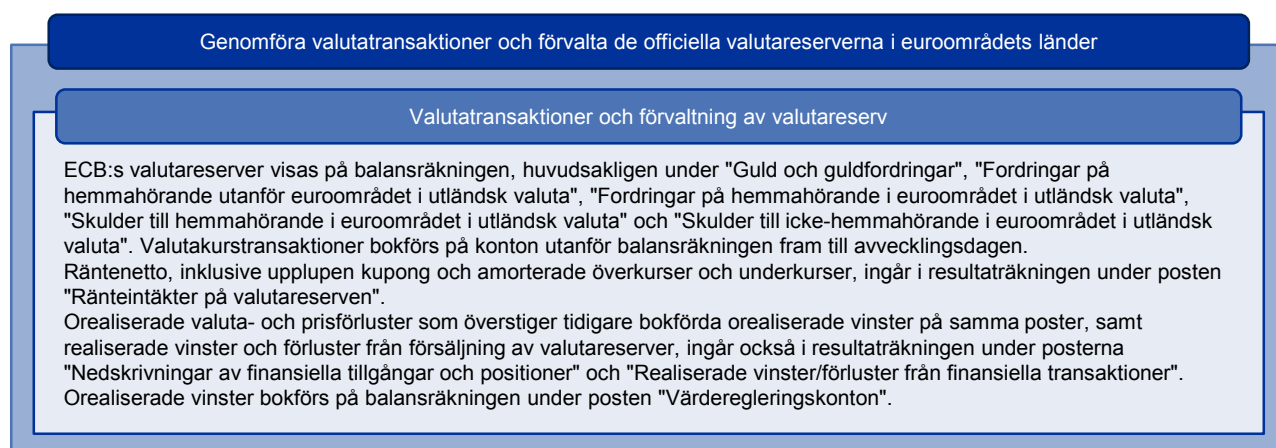 Genomföra valutatransaktioner och förvalta de officiella valutareserverna i euroområdets länder
Valutatransaktioner och förvaltning av valutareserv
ECB:s valutareserver visas på balansräkningen, huvudsakligen under "Guld och guldfordringar", "Fordringar på
hemmahörande utanför euroområdet i utländsk valuta", "Fordringar på hemmahörande i euroområdet i utländsk valuta",
"Skulder till hemmahörande i euroområdet i utländsk valuta" och "Skulder till icke-hemmahörande i euroområdet i utländsk
valuta". Valutakurstransaktioner bokförs på konton utanför balansräkningen fram till avvecklingsdagen.
Räntenetto, inklusive upplupen kupong och amorterade överkurser och underkurser, ingår i resultaträkningen under posten
"Ränteintäkter på valutareserven".
Orealiserade valuta- och prisförluster som överstiger tidigare bokförda orealiserade vinster på samma poster, samt
realiserade vinster och förluster från försäljning av valutareserver, ingår också i resultaträkningen under posterna
"Nedskrivningar av finansiella tillgångar och positioner" och "Realiserade vinster/förluster från finansiella transaktioner".
Orealiserade vinster bokförs på balansräkningen under posten "Värderegleringskonton".